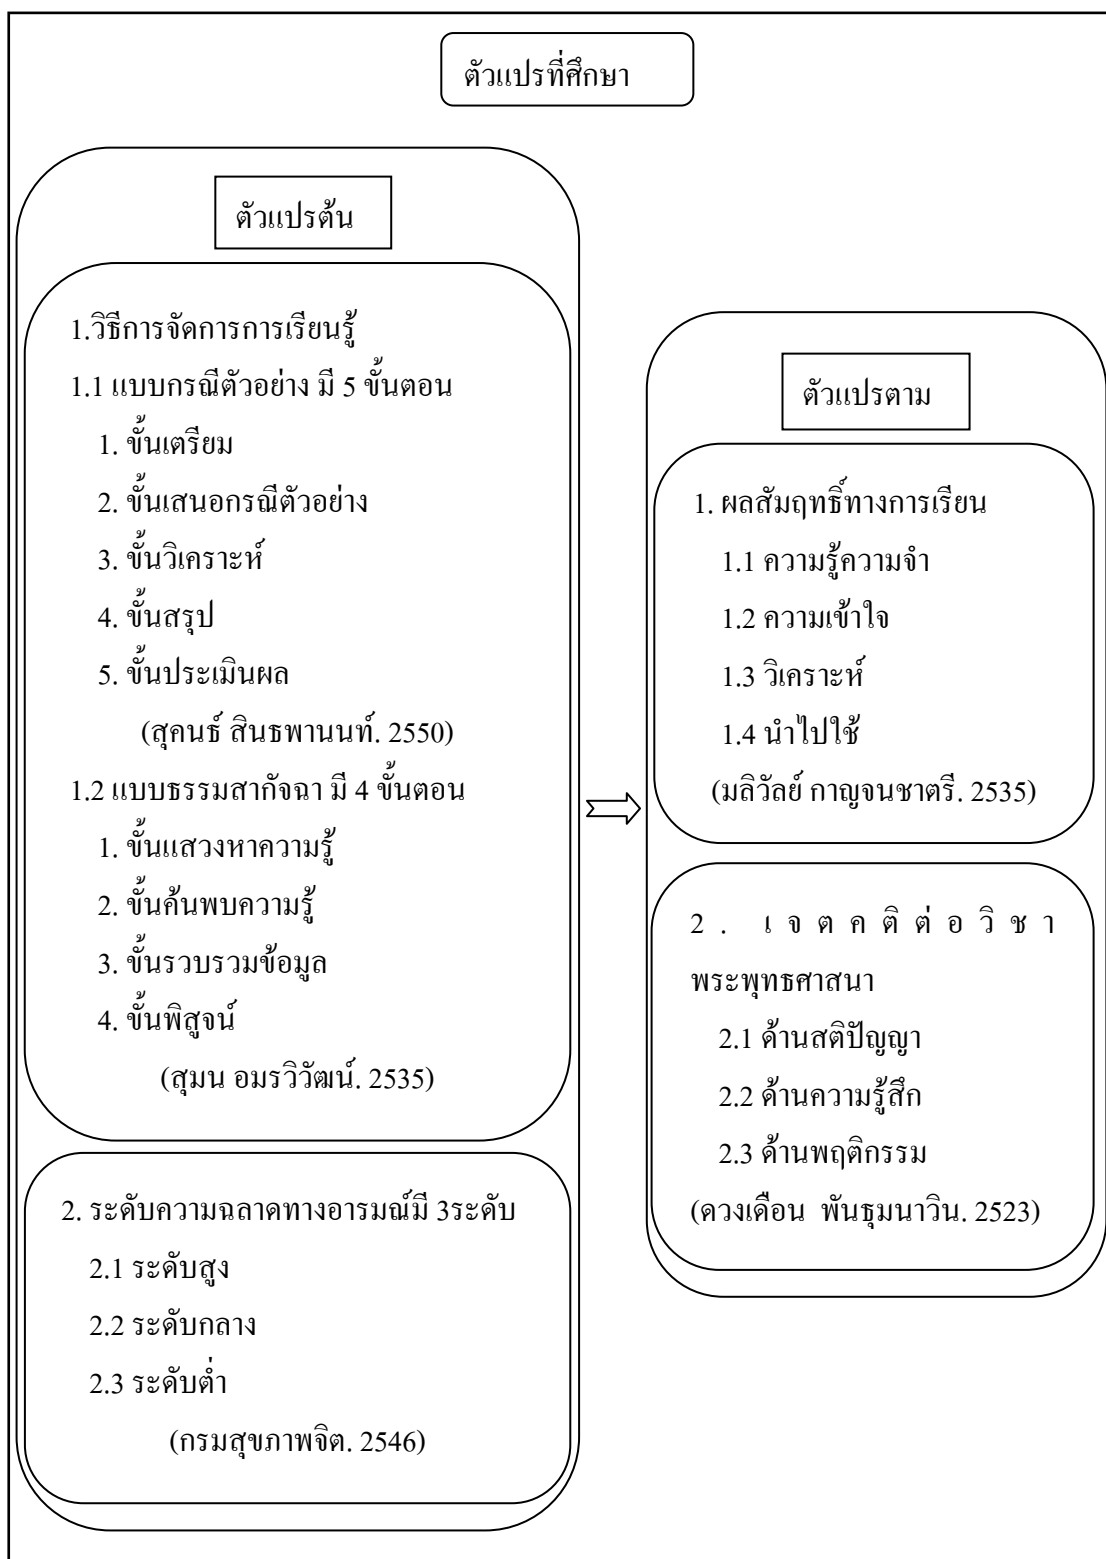 ตัวแปรที่ศึกษา
ตัวแปรต้น
1.วิธีการจัดการการเรียนรู้
1.1 แบบกรณีตัวอย่าง มี 5 ขั้นตอน
1. ขั้นเตรียม
2. ขั้นเสนอกรณีตัวอย่าง
3. ขั้นวิเคราะห์
4. ขั้นสรุป
5. ขั้นประเมินผล
(สุคนธ์ สินธพานนท์. 2550)
1.2 แบบธรรมสากัจฉา มี 4 ขั้นตอน
1. ขั้นแสวงหาความรู้
2. ขั้นค้นพบความรู้
3. ขั้นรวบรวมข้อมูล
4. ขั้นพิสูจน์
(สุมน อมรวิวัฒน์. 2535)
2. ระดับความฉลาดทางอารมณ์มี 3ระดับ
2.1 ระดับสูง
2.2 ระดับกลาง
2.3 ระดับต่ำ
(กรมสุขภาพจิต. 2546)
ตัวแปรตาม
1. ผลสัมฤทธิ์ทางการเรียน
1.1 ความรู้ความจำ
1.2 ความเข้าใจ
1.3 วิเคราะห์
1.4 นำไปใช้
(มลิวัลย์ กาญจนชาตรี. 2535)
2. เจตคติต่อวิชา
พระพุทธศาสนา
2.1 ด้านสติปัญญา
2.2 ด้านความรู้สึก
2.3 ด้านพฤติกรรม
(ดวงเดือน พันธุมนาวิน. 2523)